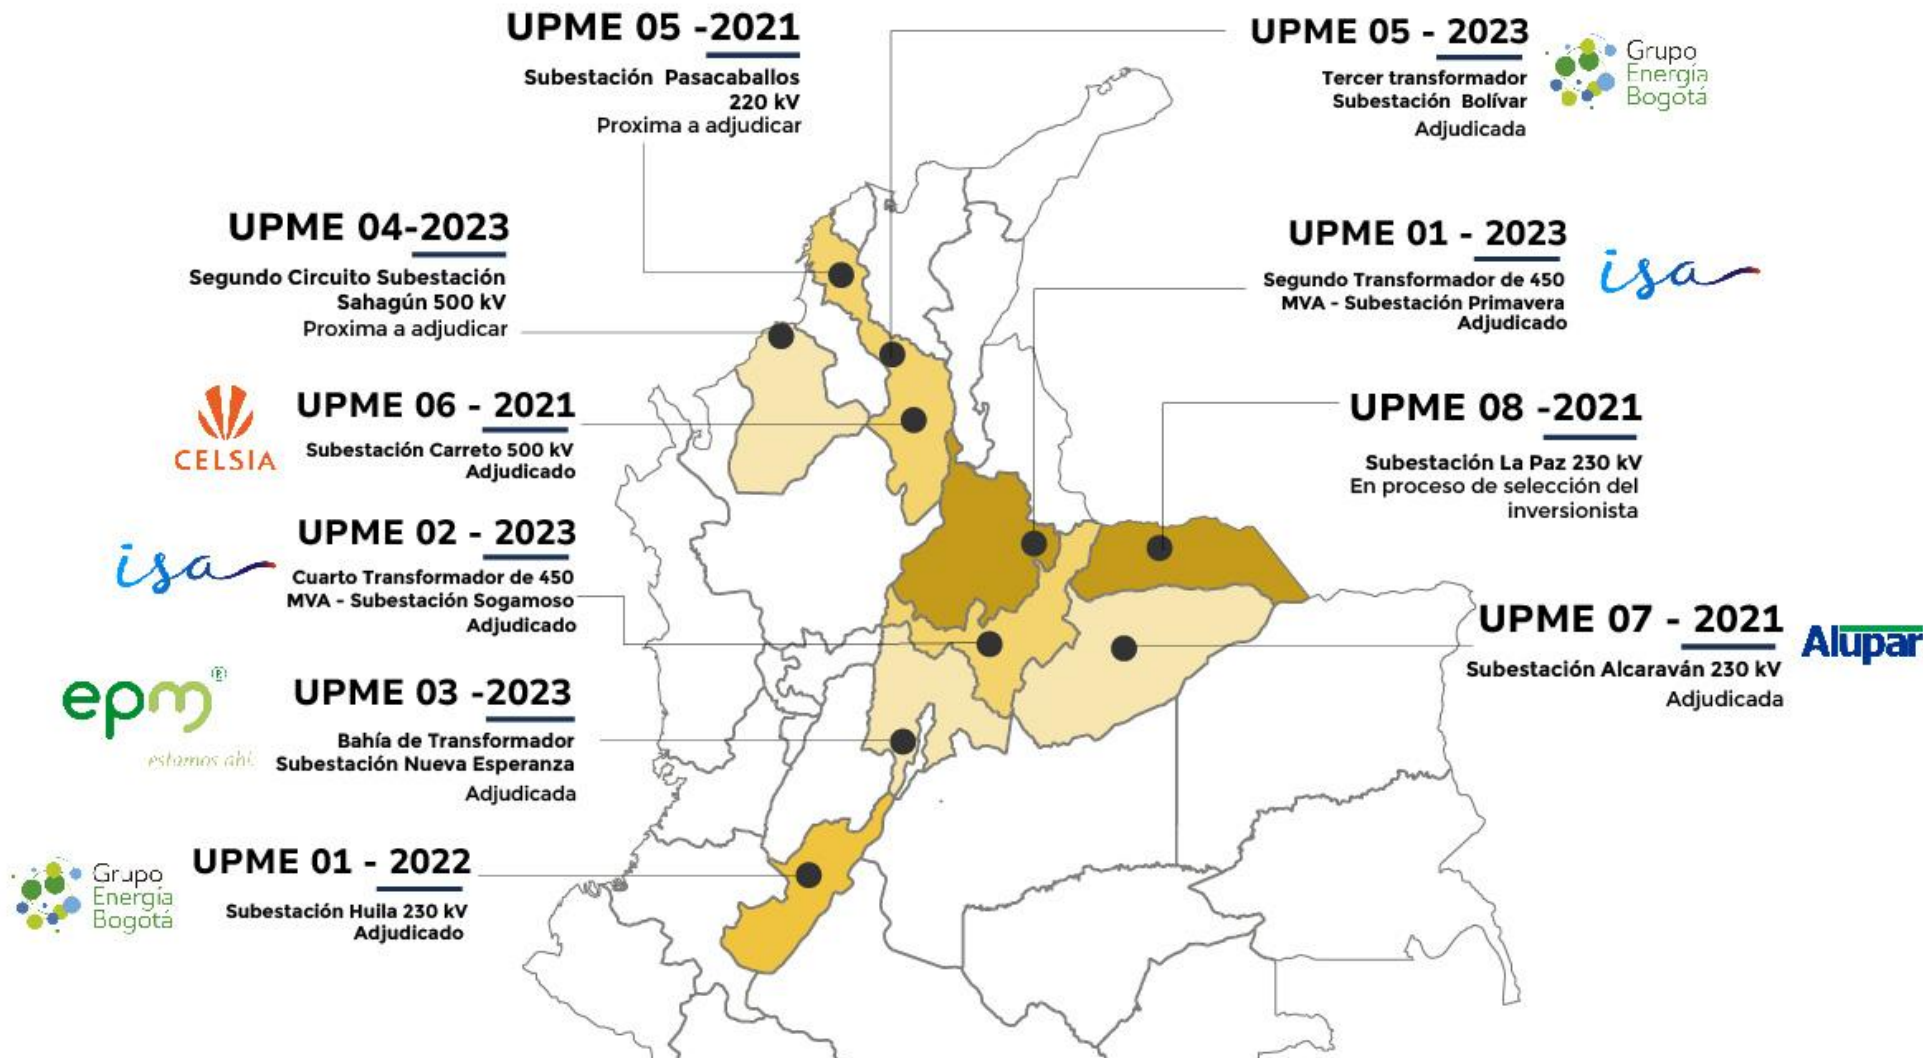 UPME 05 -2021
Subestación Pasacaballos
220 kV
Proxima a adjudicar
UPME 05 - 2023
Tercer transformador
Subestación Bolívar
Adjudicada
Grupo
Energía
Bogotá
UPME 04-2023
Segundo Circuito Subestación
Sahagún 500 kV
Proxima a adjudicar
UPME 01 - 2023
Segundo Transformador de 450
MVA - Subestación Primavera
Adjudicado
isa
CELSIA
UPME 06 - 2021
Subestación Carreto 500 kV
Adjudicado
UPME 08 -2021
Subestación La Paz 230 kV
En proceso de selección del
inversionista
isa
UPME 02 - 2023
Cuarto Transformador de 450
MVA - Subestación Sogamoso
Adjudicado
UPME 07 - 2021
Subestación Alcaraván 230 kV
Adjudicada
Alupar
epm®
estamos ahí.
UPME 03 -2023
Bahía de Transformador
Subestación Nueva Esperanza
Adjudicada
Grupo
Energía
Bogotá
UPME 01 - 2022
Subestación Huila 230 kV
Adjudicado